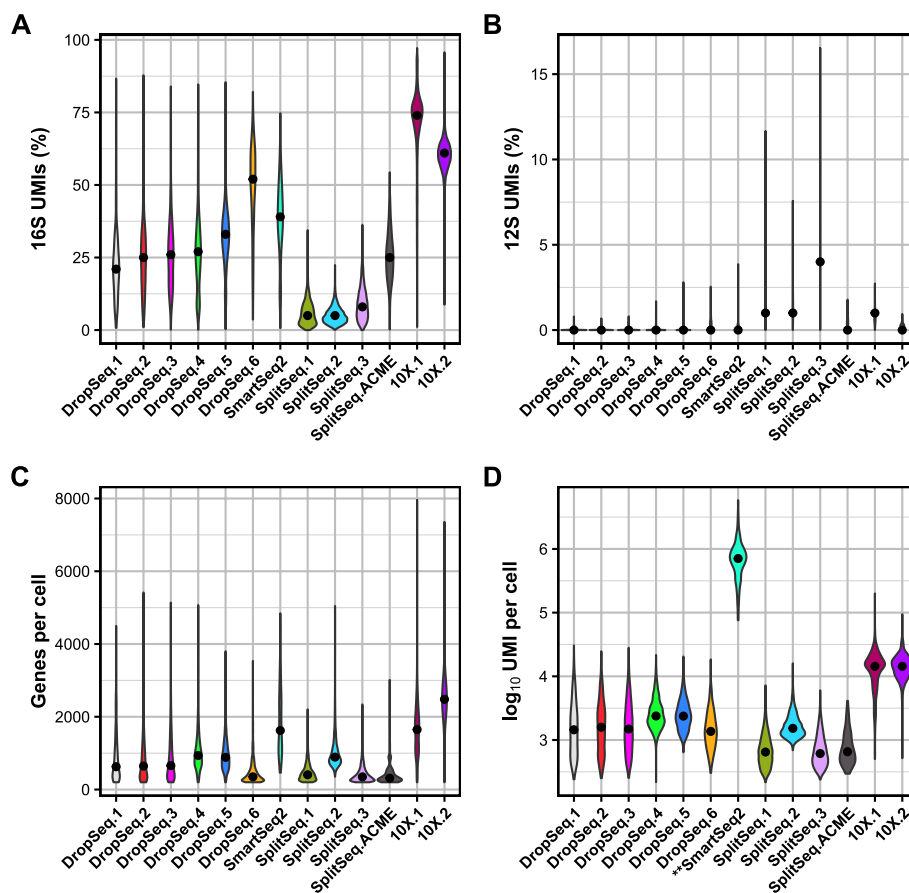 A
16S UMIs (%)
100
75
50
25
0
DropSeq.1
DropSeq.2
DropSeq.3
DropSeq.4
DropSeq.5
DropSeq.6
SmartSeq2
SplitSeq.1
SplitSeq.2
SplitSeq.3
SplitSeq.ACME
10X.1
10X.2
B
12S UMIs (%)
15
10
5
0
DropSeq.1
DropSeq.2
DropSeq.3
DropSeq.4
DropSeq.5
DropSeq.6
SmartSeq2
SplitSeq.1
SplitSeq.2
SplitSeq.3
SplitSeq.ACME
10X.1
10X.2
C
Genes per cell
8000
6000
4000
2000
0
DropSeq.1
DropSeq.2
DropSeq.3
DropSeq.4
DropSeq.5
DropSeq.6
SmartSeq2
SplitSeq.1
SplitSeq.2
SplitSeq.3
SplitSeq.ACME
10X.1
10X.2
D
log₁₀ UMI per cell
6
5
4
3
DropSeq.1
DropSeq.2
DropSeq.3
DropSeq.4
DropSeq.5
DropSeq.6
**SmartSeq2
SplitSeq.1
SplitSeq.2
SplitSeq.3
SplitSeq.ACME
10X.1
10X.2